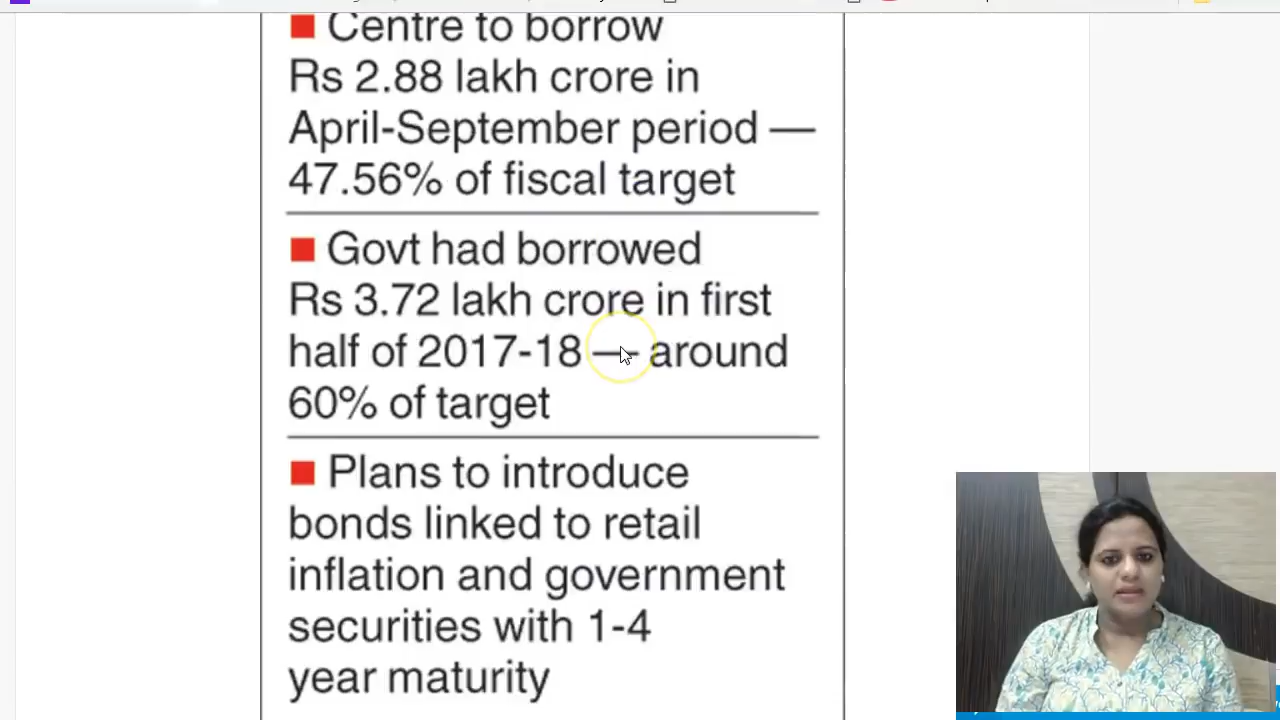 Centre to borrow
Rs 2.88 lakh crore in
April-September period —
47.56% of fiscal target
Govt had borrowed
Rs 3.72 lakh crore in first
half of 2017-18 — around
60% of target
Plans to introduce
bonds linked to retail
inflation and government
securities with 1-4
year maturity